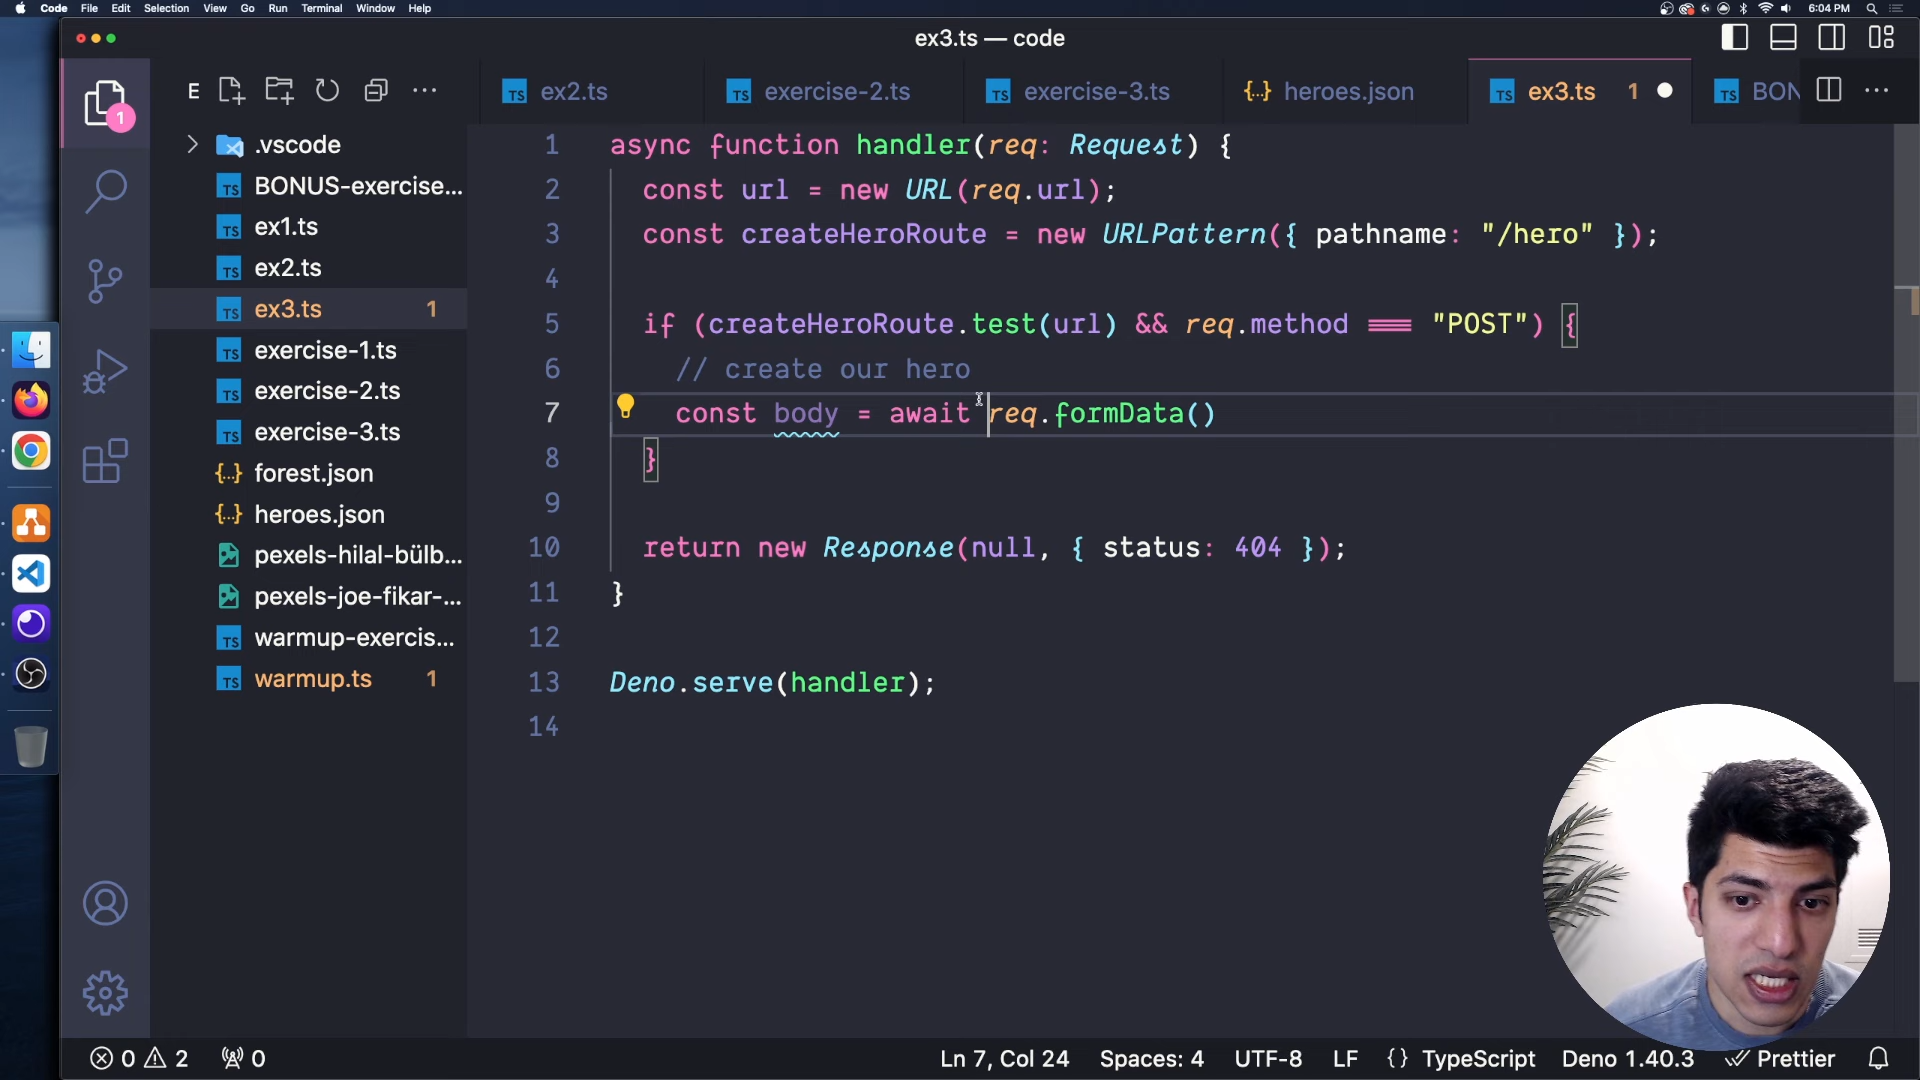 Code File Edit Selection View Go Run Terminal Window Help 6:04 PM
ex3.ts — code
E ex2.ts exercise-2.ts exercise-3.ts heroes.json ex3.ts 1 BON
1
.vscode
BONUS-exercise...
ex1.ts
ex2.ts
ex3.ts 1
exercise-1.ts
exercise-2.ts
exercise-3.ts
forest.json
heroes.json
pexels-hilal-bülb...
pexels-joe-fikar-...
warmup-exercis...
warmup.ts 1
1 async function handler(req: Request) {
2 const url = new URL(req.url);
3 const createHeroRoute = new URLPattern({ pathname: "/hero" });
4
5 if (createHeroRoute.test(url) && req.method === "POST") {
6 // create our hero
7 const body = await req.formData()
8 }
9
10 return new Response(null, { status: 404 });
11 }
12
13 Deno.serve(handler);
14
0 2 0 Ln 7, Col 24 Spaces: 4 UTF-8 LF {} TypeScript Deno 1.40.3 Prettier